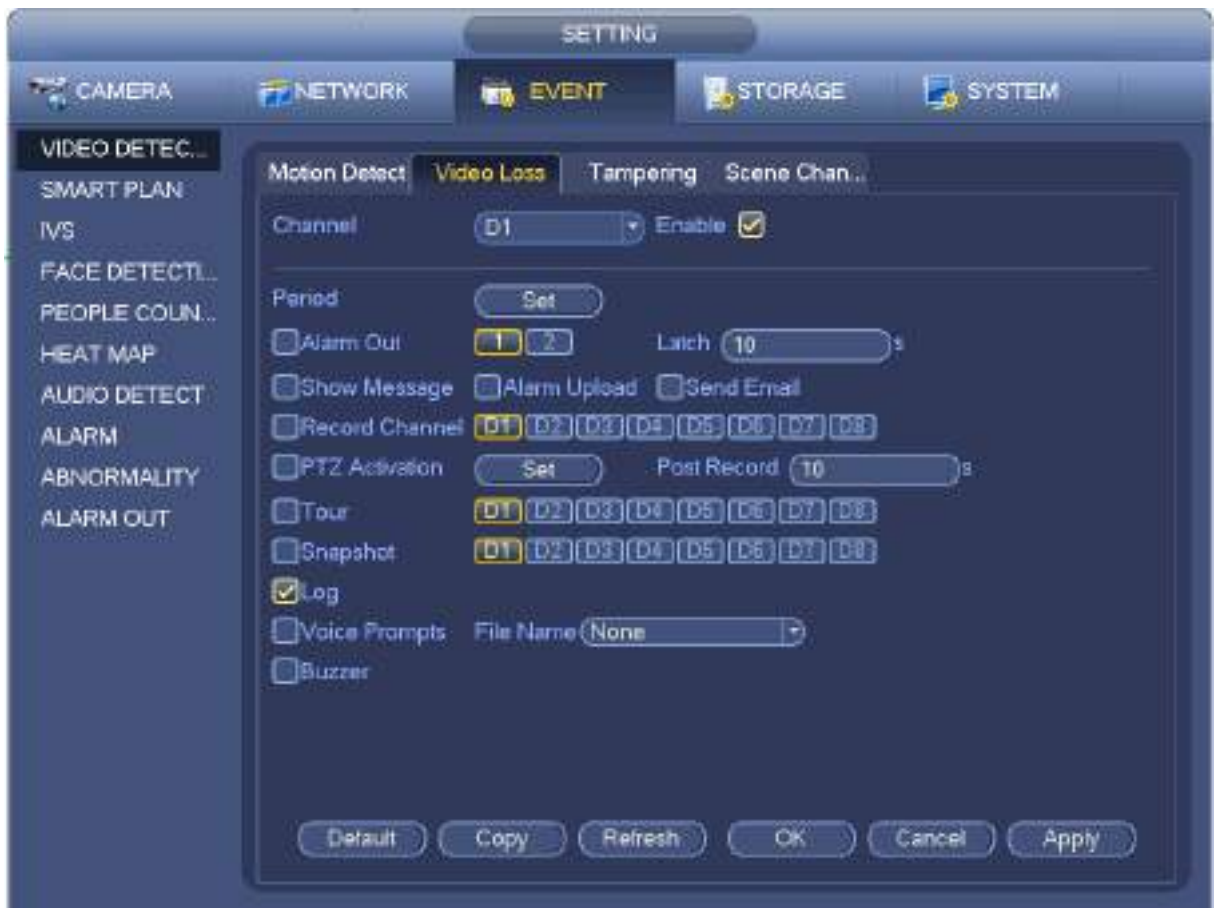 SETTING
CAMERA NETWORK EVENT STORAGE SYSTEM
VIDEO DETEC...
SMART PLAN
IVS
FACE DETECTI...
PEOPLE COUN...
HEAT MAP
AUDIO DETECT
ALARM
ABNORMALITY
ALARM OUT
Motion Detect Video Loss Tampering Scene Chan...
Channel D1 Enable
Period Set
Alarm Out 1 2 Latch 10 s
Show Message Alarm Upload Send Email
Record Channel D1 D2 D3 D4 D5 D6 D7 D8
PTZ Activation Set Post Record 10 s
Tour D1 D2 D3 D4 D5 D6 D7 D8
Snapshot D1 D2 D3 D4 D5 D6 D7 D8
Log
Voice Prompts File Name None
Buzzer
Default Copy Refresh OK Cancel Apply